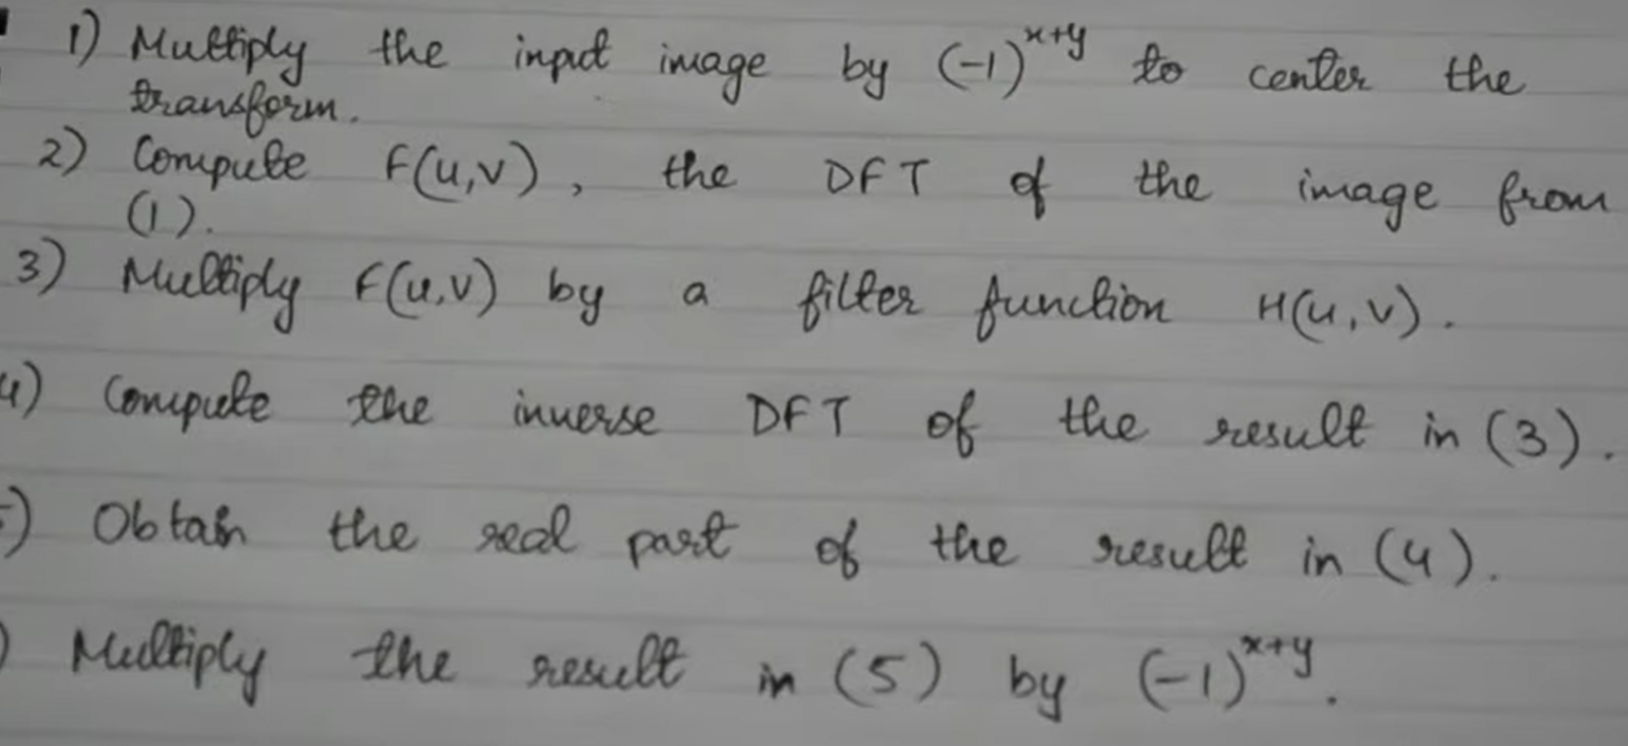 1) Multiply the input image by (-1)^x+y to center the
transform.
2) Compute F(u,v), the DFT of the image from
(1).
3) Multiply F(u,v) by a filter function H(u,v).
4) Compute the inverse DFT of the result in (3).
5) Obtain the real part of the result in (4).
) Multiply the result in (5) by (-1)^x+y.